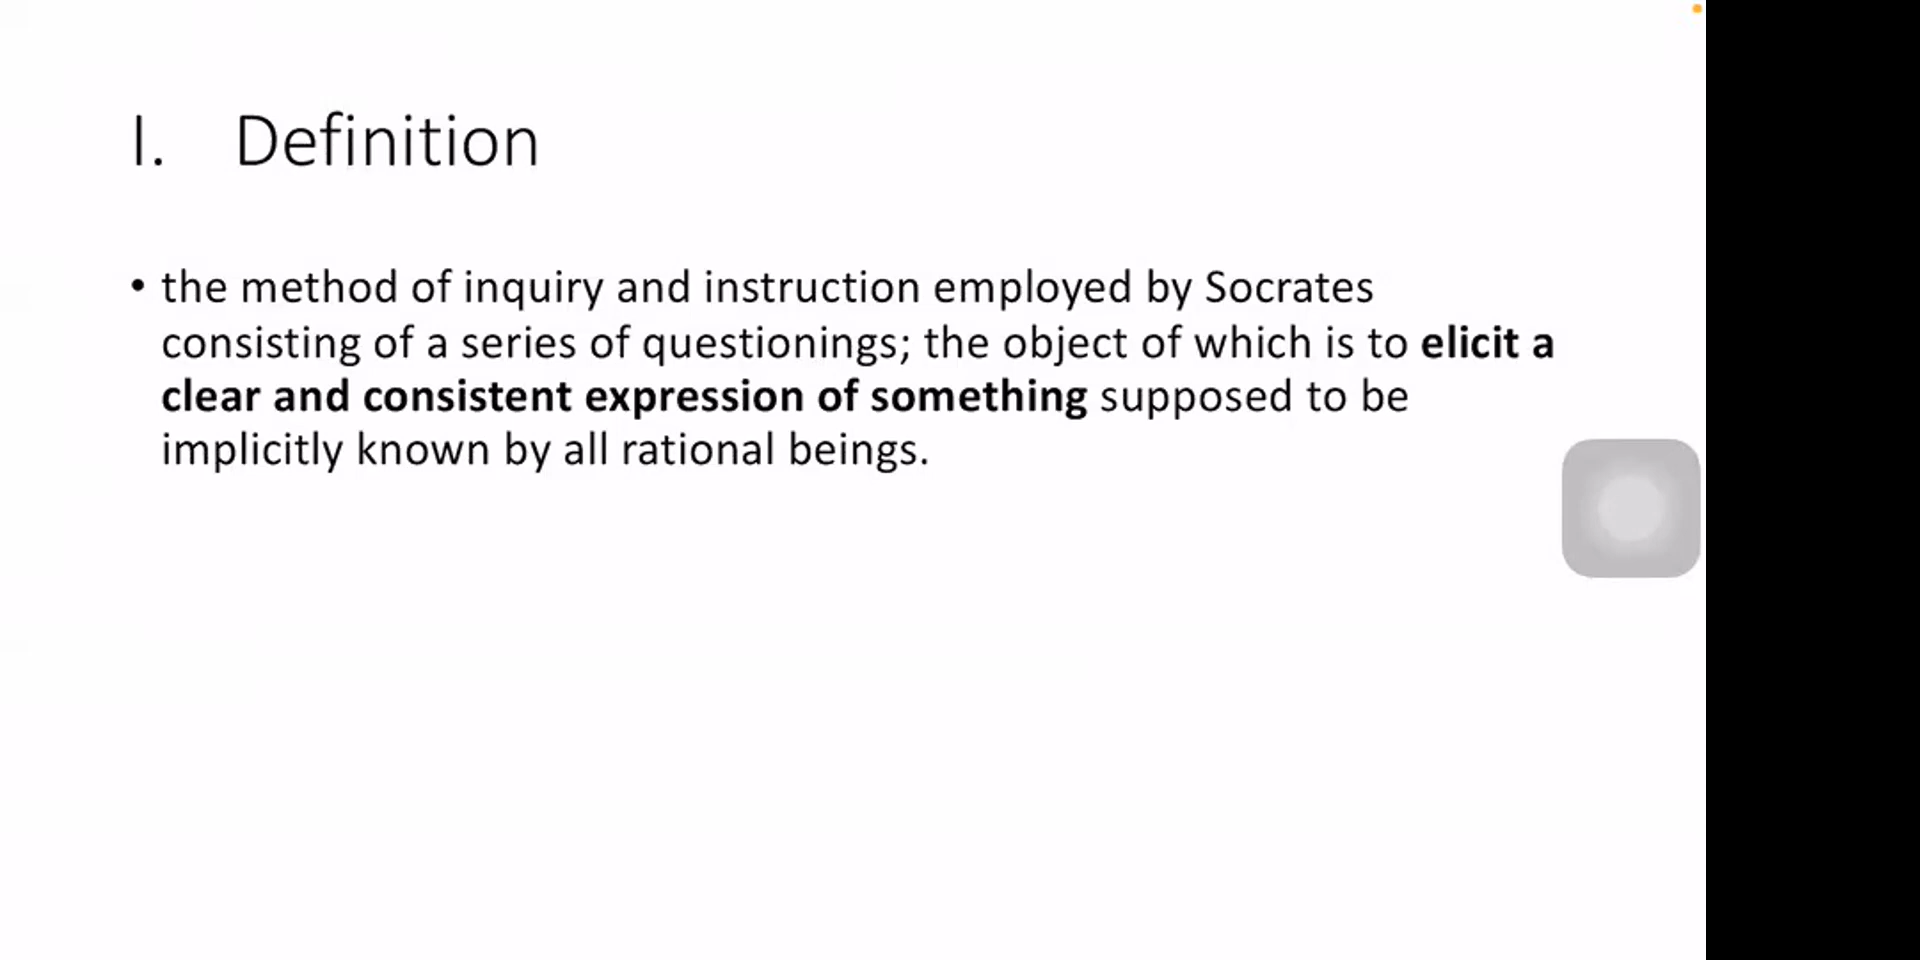 I. Definition
• the method of inquiry and instruction employed by Socrates
consisting of a series of questionings; the object of which is to elicit a
clear and consistent expression of something supposed to be
implicitly known by all rational beings.